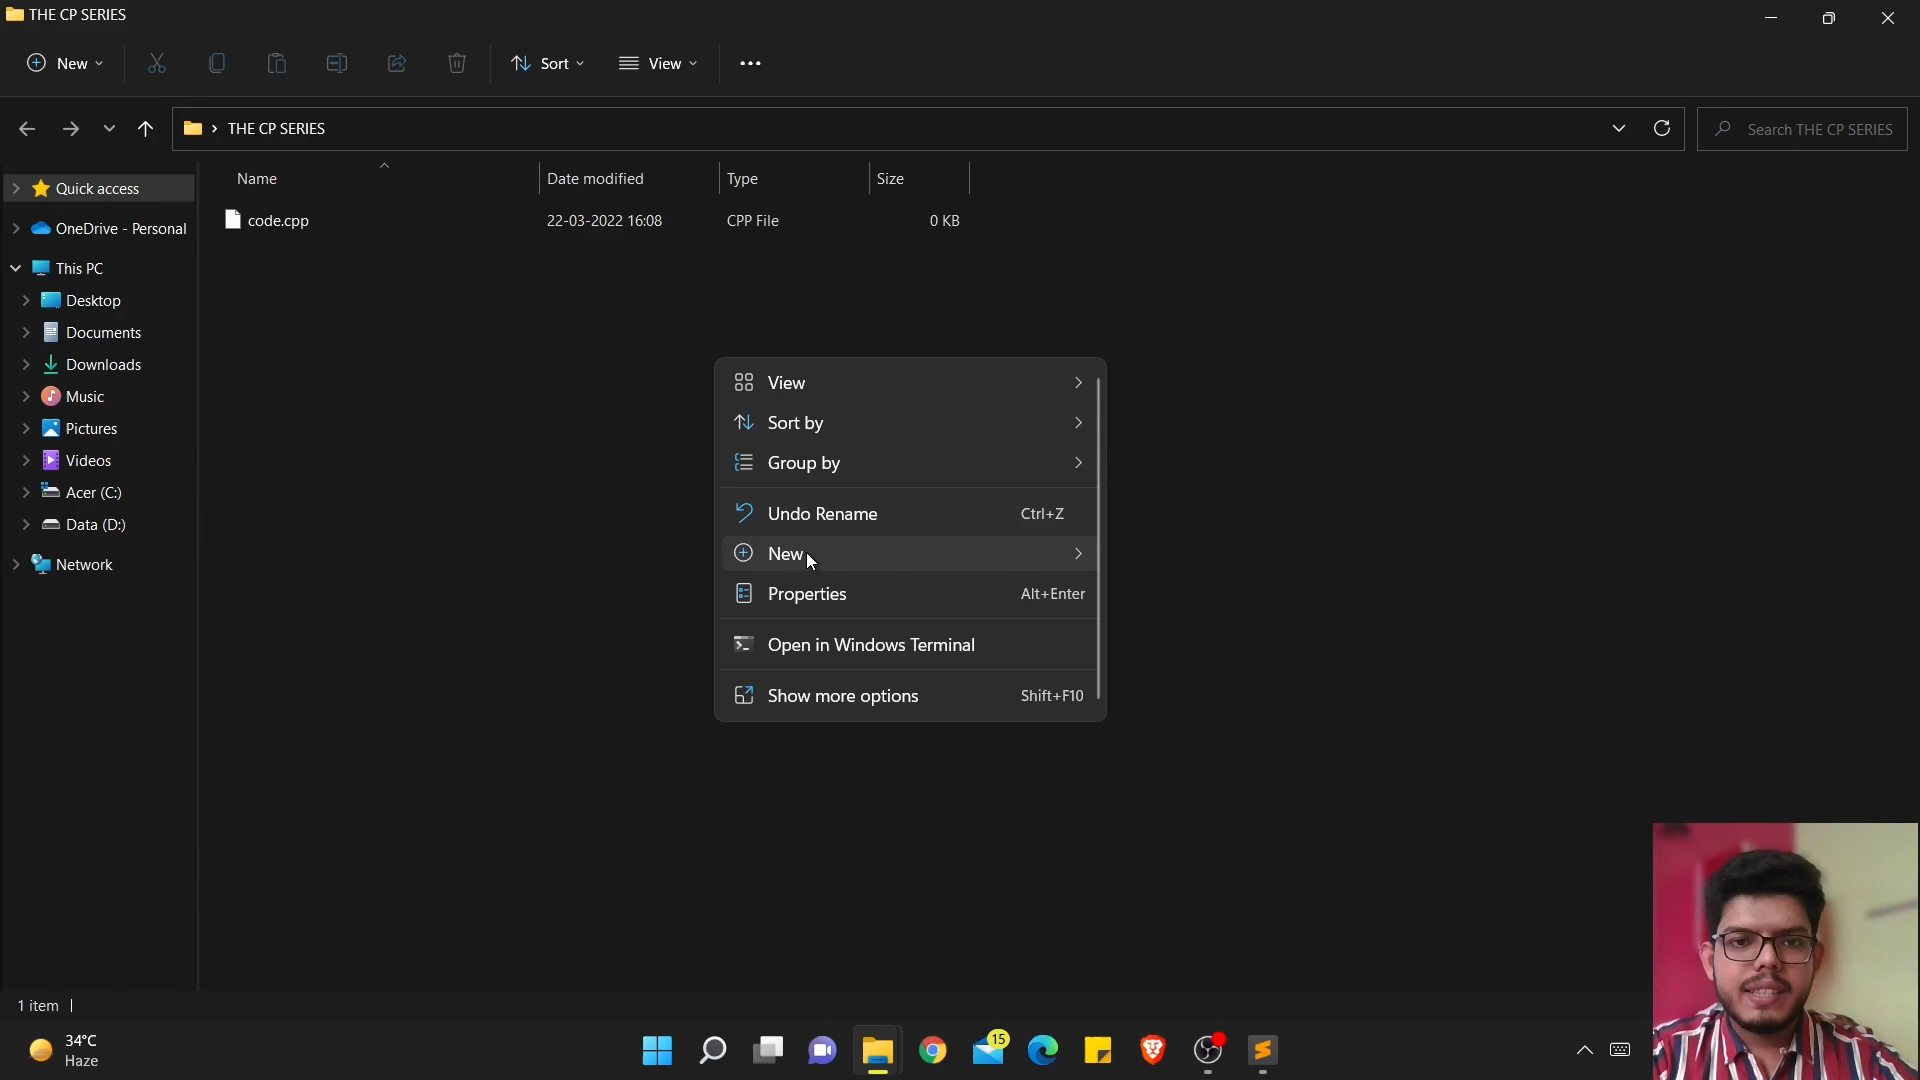 THE CP SERIES
New
Sort
View
THE CP SERIES
Search THE CP SERIES
Name
Date modified
Type
Size
code.cpp
22-03-2022 16:08
CPP File
0 KB
Quick access
OneDrive - Personal
This PC
Desktop
Documents
Downloads
Music
Pictures
Videos
Acer (C:)
Data (D:)
Network
View
Sort by
Group by
Undo Rename Ctrl+Z
New
Properties Alt+Enter
Open in Windows Terminal
Show more options Shift+F10
1 item
34°C
Haze
15